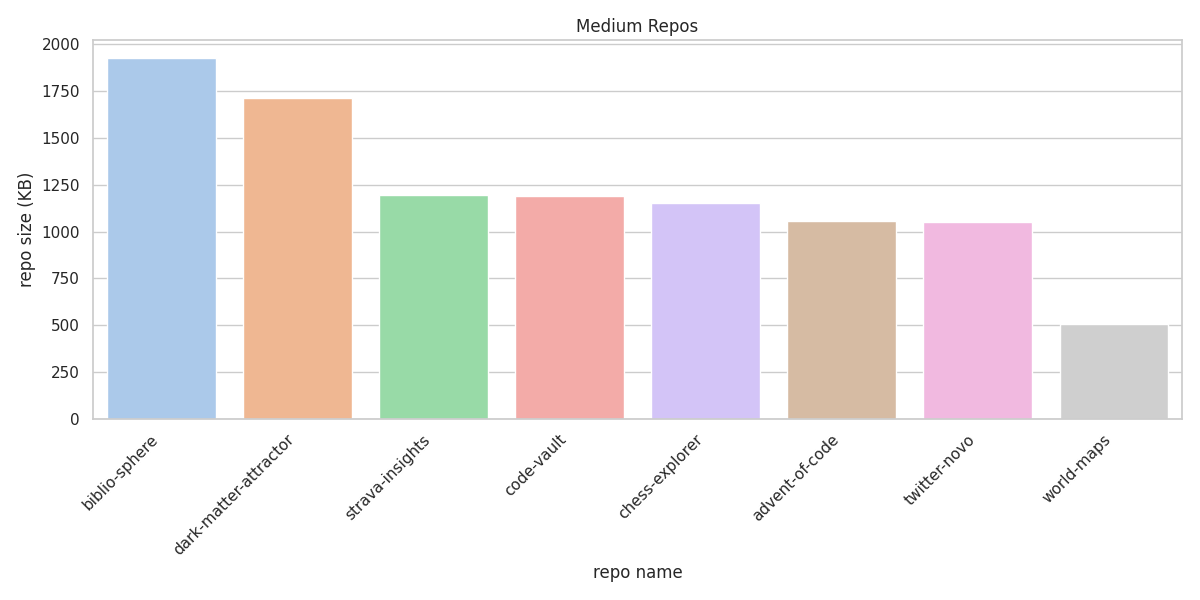 Medium Repos
2000
1750
1500
1250
1000
750
500
250
0
repo size (KB)
biblio-sphere
dark-matter-attractor
strava-insights
code-vault
chess-explorer
advent-of-code
twitter-novo
world-maps
repo name